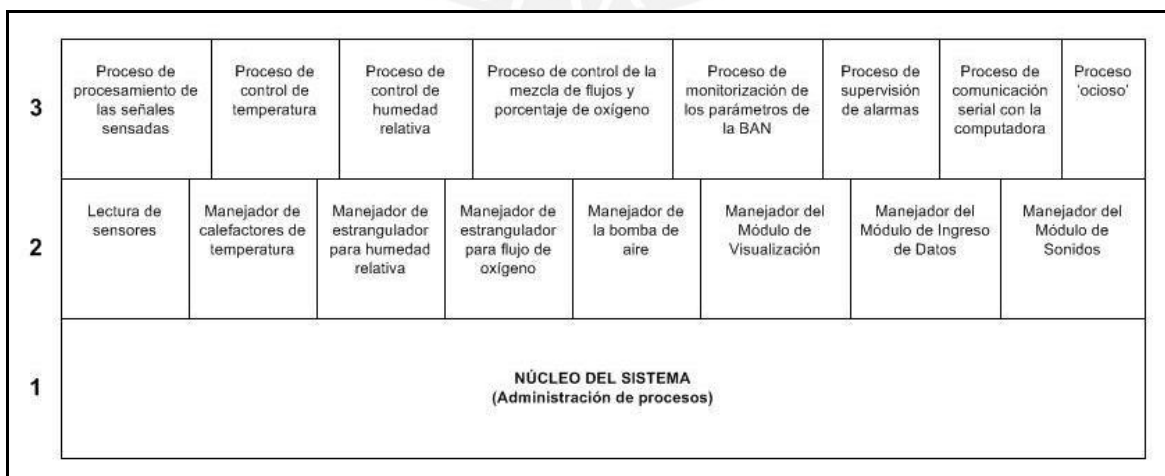 3
Proceso de
procesamiento de
las señales
sensadas
Proceso de
control de
temperatura
Proceso de
control de
humedad
relativa
Proceso de control de la
mezcla de flujos y
porcentaje de oxígeno
Proceso de
monitorización de
los parámetros de
la BAN
Proceso de
supervisión
de alarmas
Proceso de
comunicación
serial con la
computadora
Proceso
'ocioso'
2
Lectura de
sensores
Manejador de
calefactores de
temperatura
Manejador de
estrangulador
para humedad
relativa
Manejador de
estrangulador
para flujo de
oxígeno
Manejador de
la bomba de
aire
Manejador del
Módulo de
Visualización
Manejador del
Módulo de Ingreso
de Datos
Manejador del
Módulo de
Sonidos
1
NÚCLEO DEL SISTEMA
(Administración de procesos)